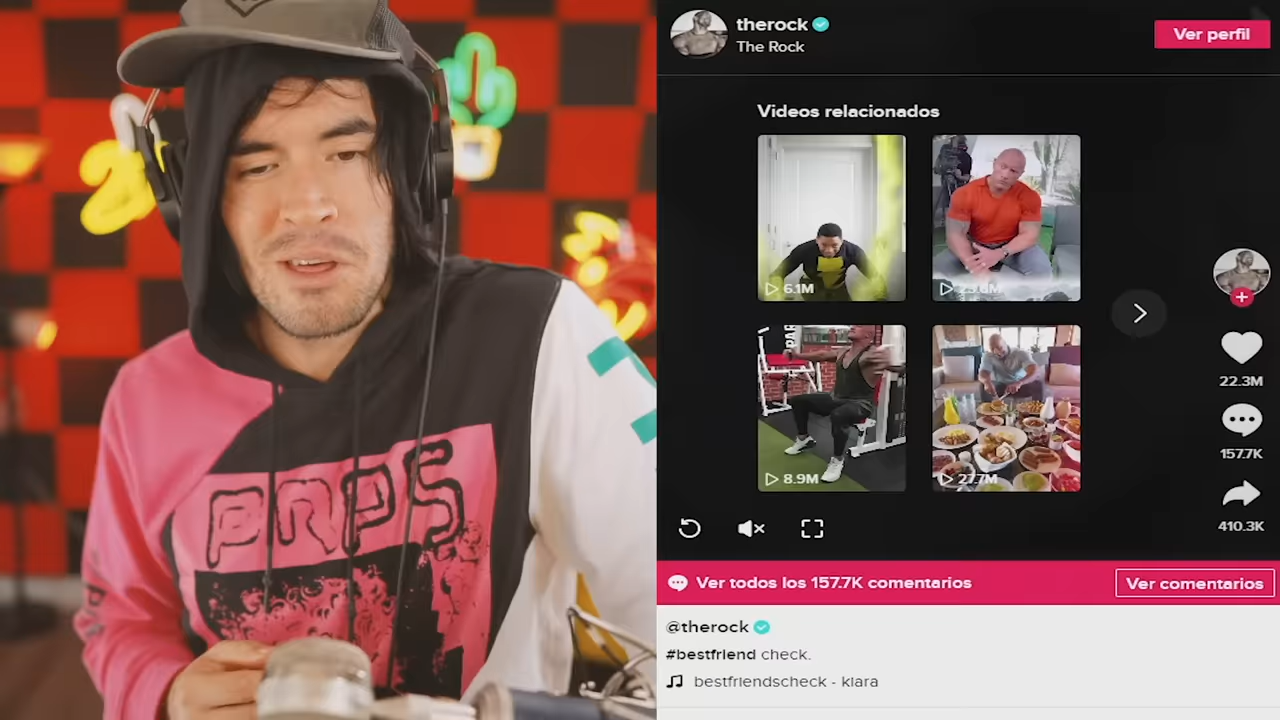 therock
The Rock
Ver perfil
Videos relacionados
6.1M
8.9M
27.7M
22.3M
157.7K
410.3K
Ver todos los 157.7K comentarios
Ver comentarios
@therock
#bestfriend check.
bestfriendscheck - klara
PRPS